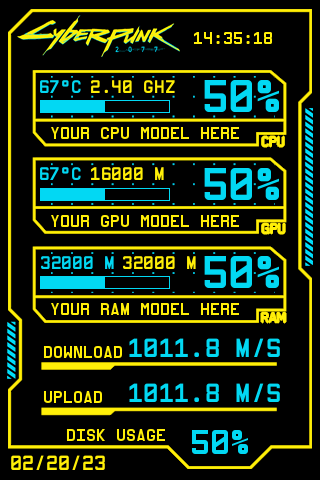 Cyberpunk
2077
14:35:18
67°C 2.40 GHZ
50%
YOUR CPU MODEL HERE
CPU
67°C 16000 M
50%
YOUR GPU MODEL HERE
GPU
32000 M 32000 M
50%
YOUR RAM MODEL HERE
RAM
DOWNLOAD 1011.8 M/S
UPLOAD 1011.8 M/S
DISK USAGE 50%
02/20/23